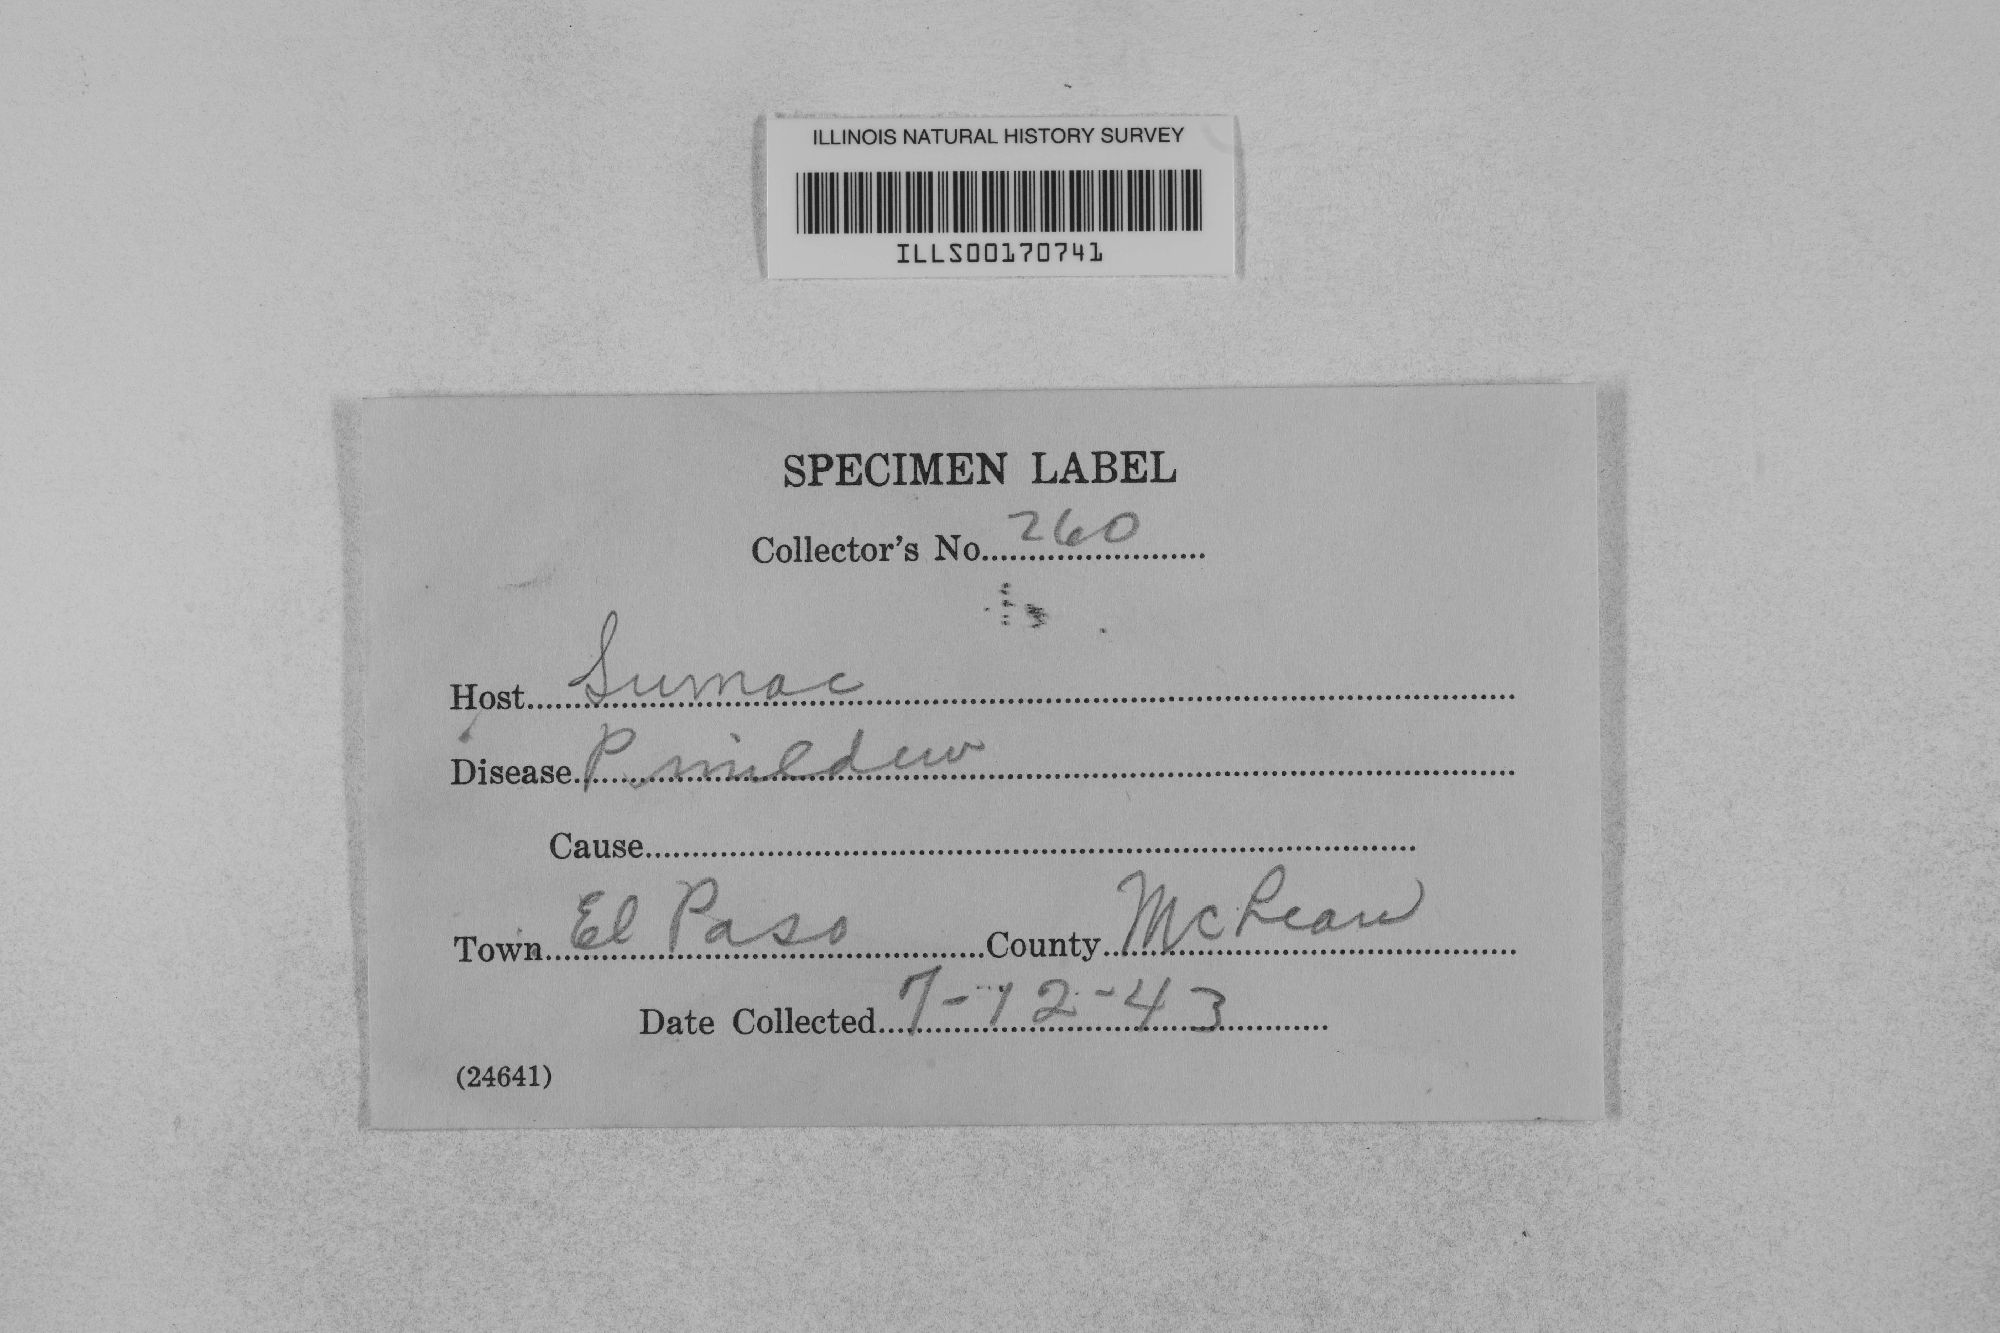 ILLINOIS NATURAL HISTORY SURVEY
ILLS00170741
SPECIMEN LABEL
Collector's No. 260
Host Sumac
Disease P. mildew
Cause
Town El Paso County McLean
Date Collected 7-12-43
(24641)